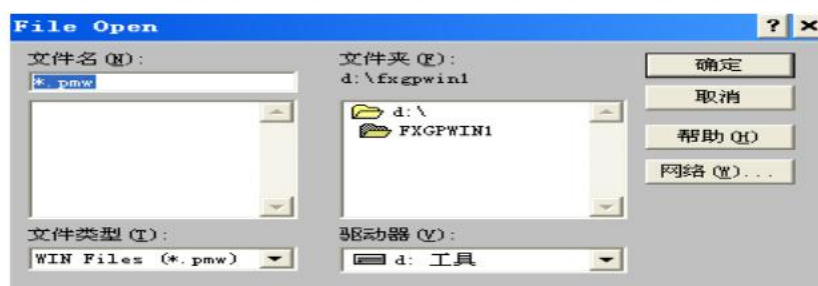 File Open
文件名(N):
*.pmw
文件类型(T):
WIN Files (*.pmw)
文件夹(F):
d:\fxgpwin1
d:\
FXGPWIN1
驱动器(V):
d: 工具
确定
取消
帮助(H)
网络(W)...